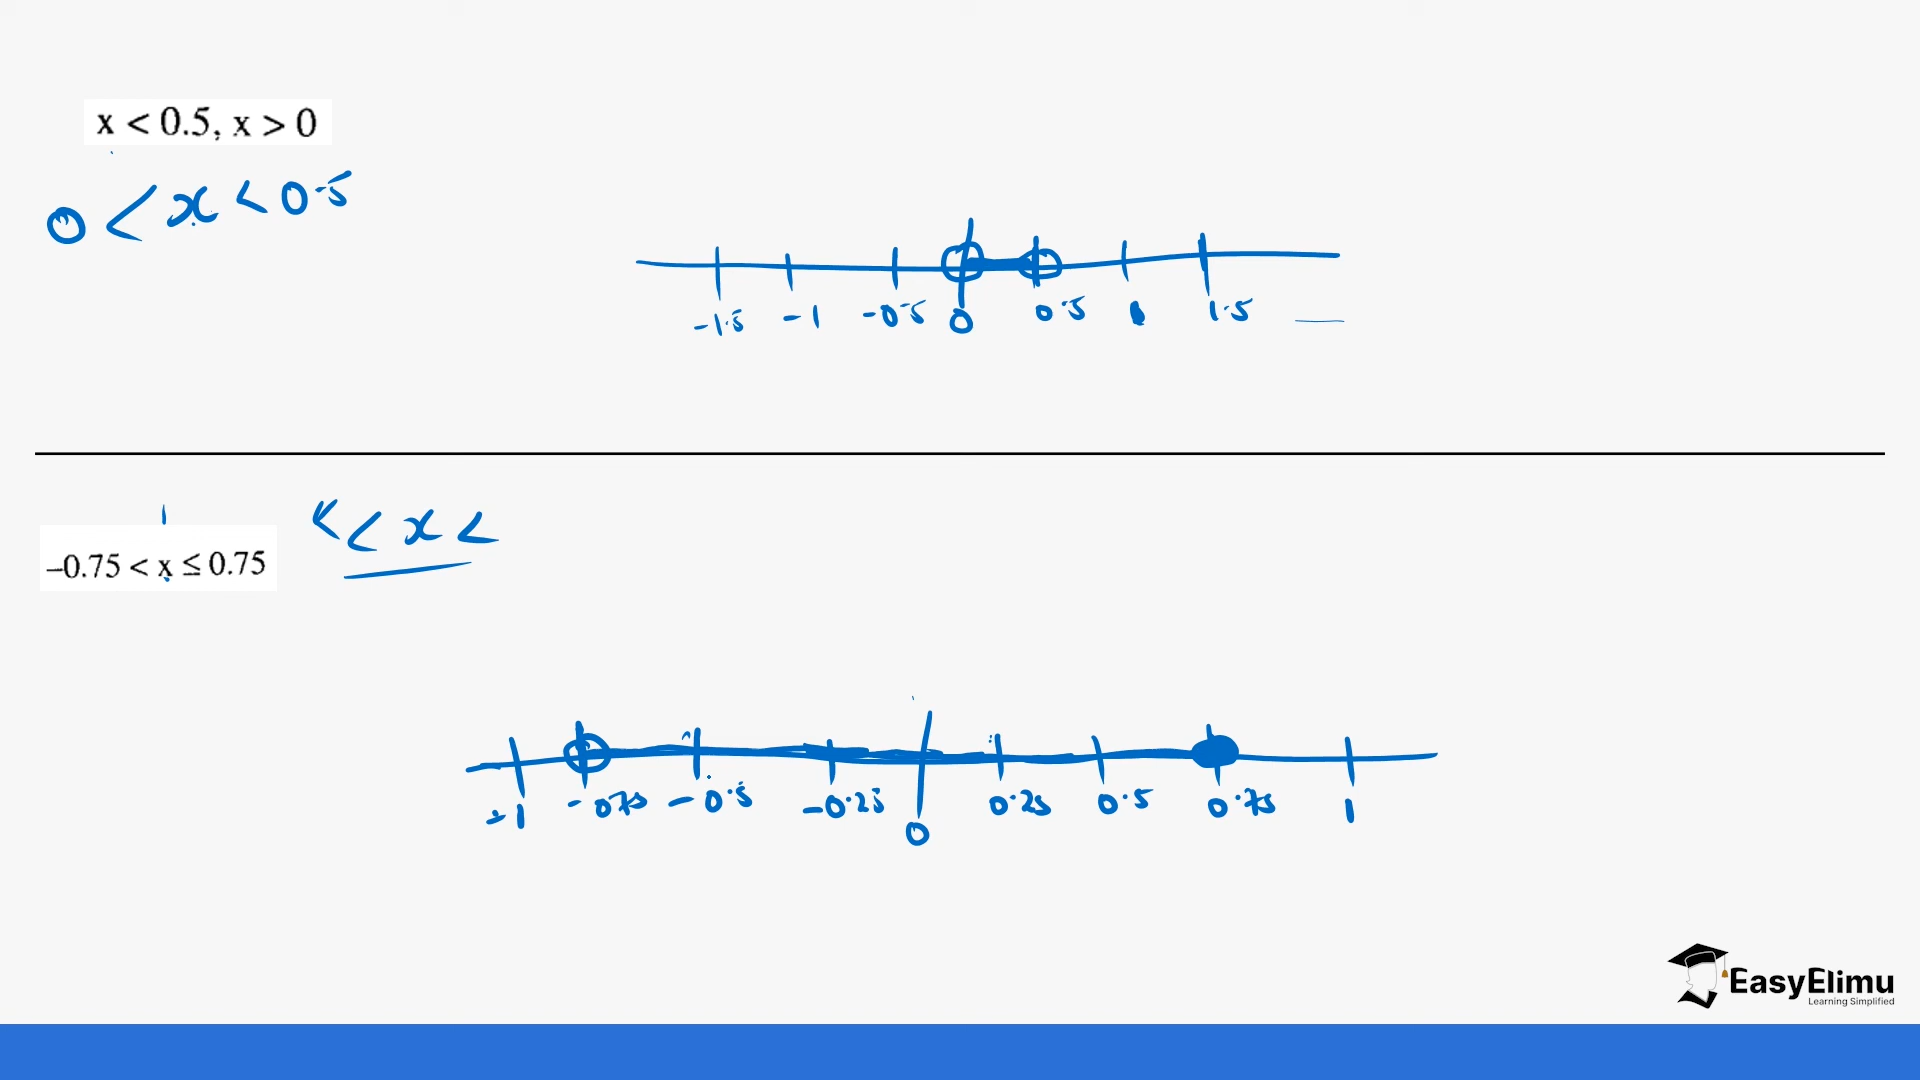 x < 0.5, x > 0
0 < x < 0.5
-1.5 -1 -0.5 0 0.5 1.5
–0.75 < x ≤ 0.75
< x <
-1 -0.75 -0.5 -0.25 0 0.25 0.5 0.75 1
EasyElimu
Learning Simplified